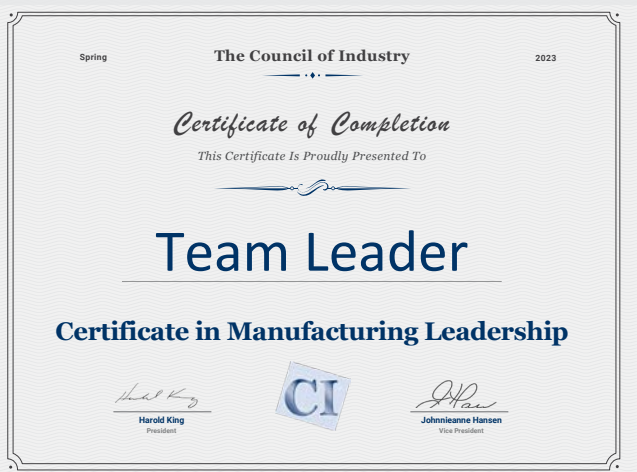 Spring The Council of Industry 2023
Certificate of Completion
This Certificate Is Proudly Presented To
Team Leader
Certificate in Manufacturing Leadership
CI
Harold King Johnnieanne Hansen
President Vice President